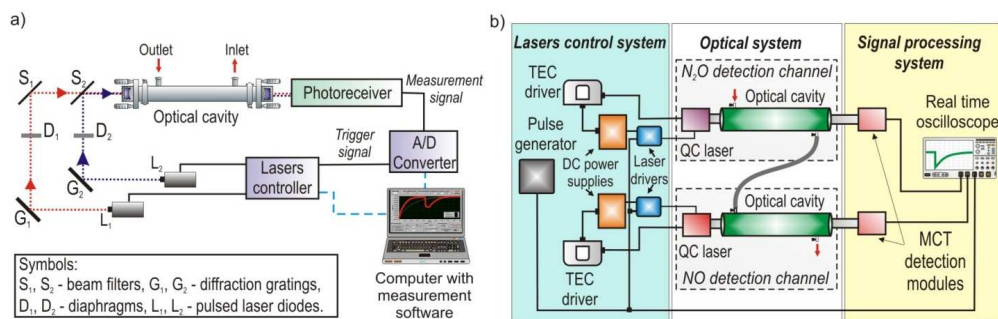 a)
Outlet
Inlet
S1
S2
Optical cavity
Photoreceiver
Measurement
signal
D1
D2
Trigger
signal
A/D
Converter
L2
G2
Lasers
controller
G1
L1
Computer with
measurement
software
Symbols:
S1, S2 - beam filters, G1, G2 - diffraction gratings,
D1, D2 - diaphragms, L1, L2 - pulsed laser diodes.
b)
Lasers control system
Optical system
Signal processing
system
TEC
driver
N2O detection channel
Optical cavity
Real time
oscilloscope
Pulse
generator
QC laser
DC power
supplies
Laser
drivers
Optical cavity
QC laser
MCT
detection
modules
TEC
driver
NO detection channel